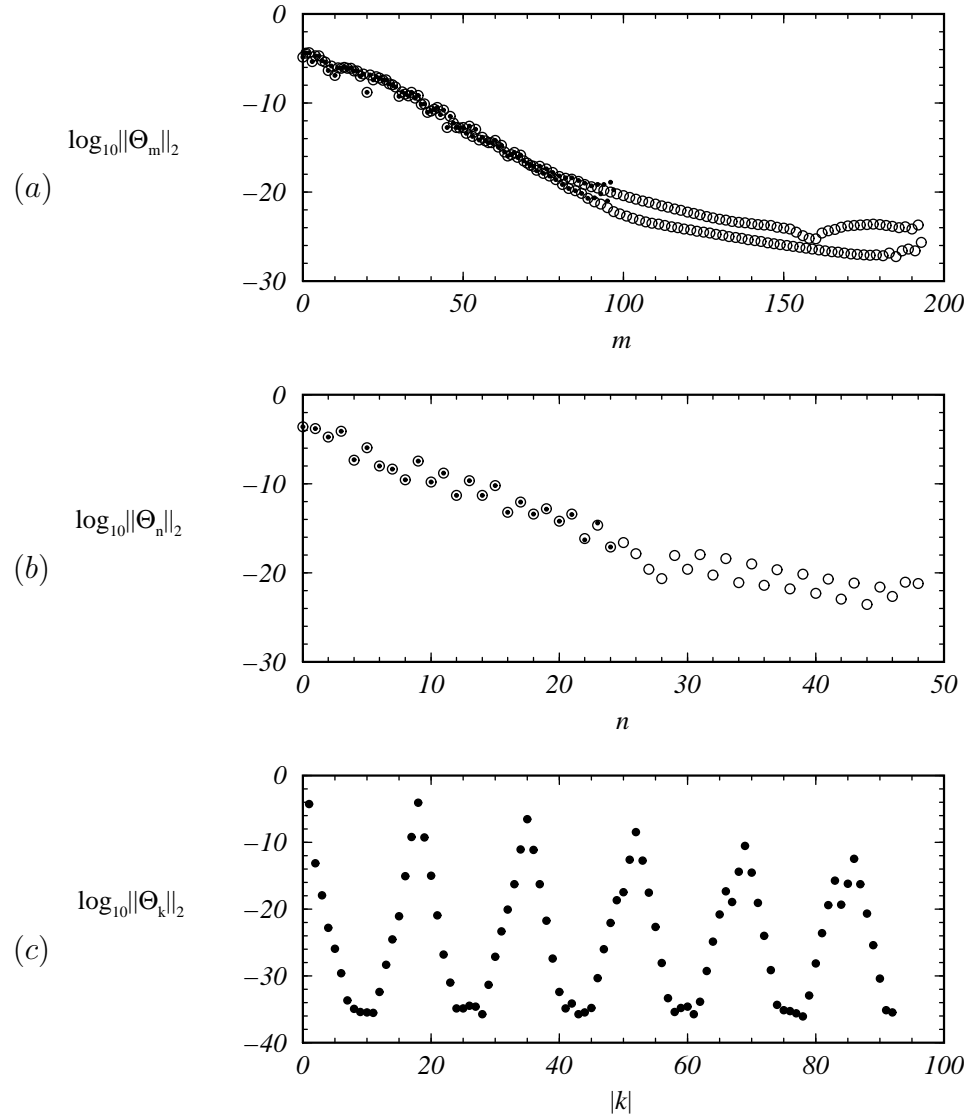 0
−10
−20
−30
log₁₀||Θₘ||₂
(a)
0 50 100 150 200
m
0
−10
−20
−30
log₁₀||Θₙ||₂
(b)
0 10 20 30 40 50
n
0
−10
−20
−30
−40
log₁₀||Θₖ||₂
(c)
0 20 40 60 80 100
|k|